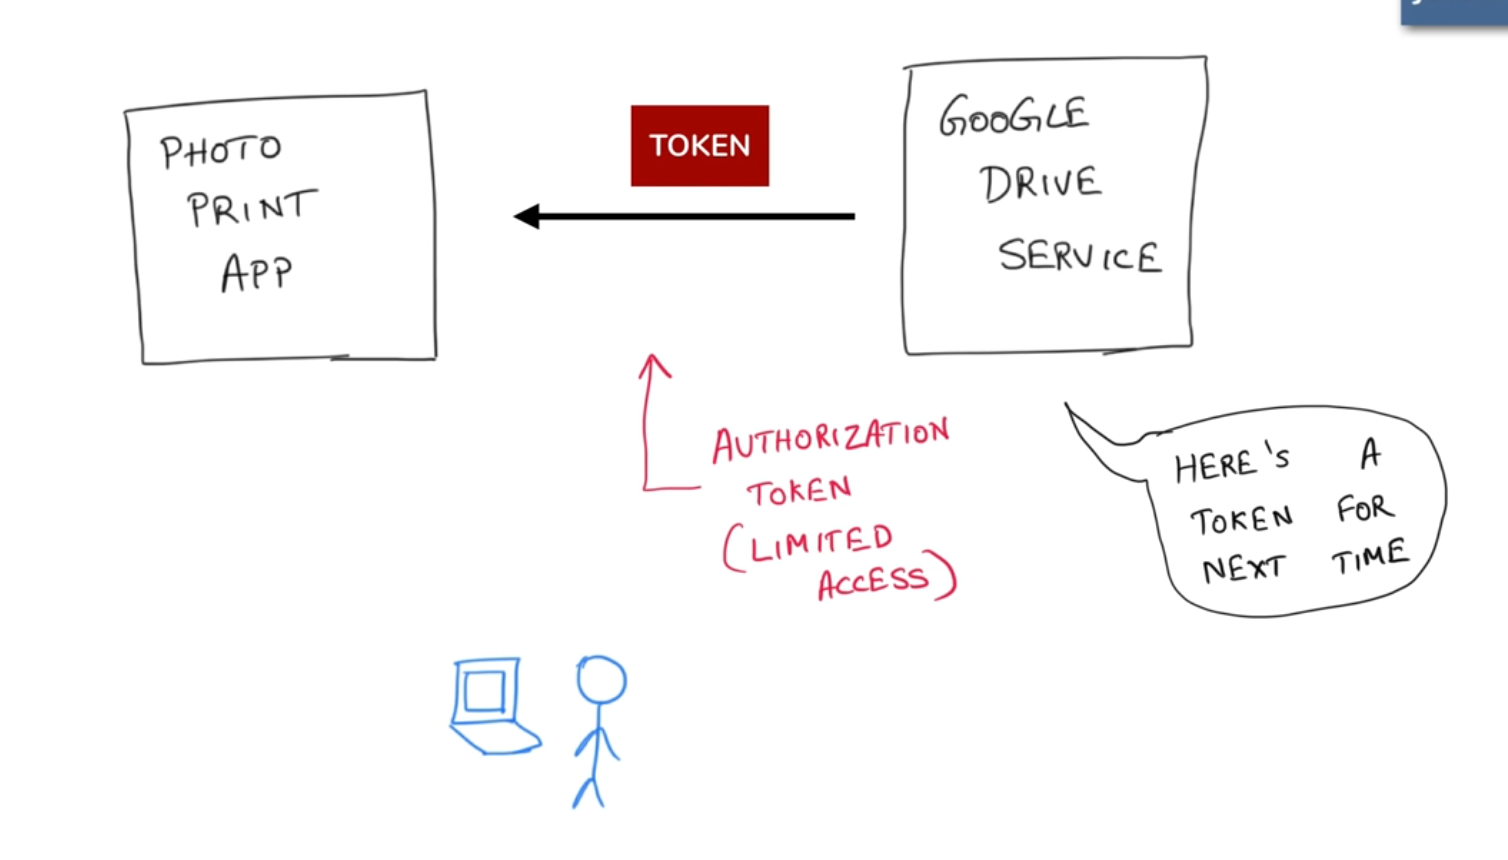 PHOTO
PRINT
APP
TOKEN
GOOGLE
DRIVE
SERVICE
AUTHORIZATION
TOKEN
(LIMITED
ACCESS)
HERE'S A
TOKEN FOR
NEXT TIME